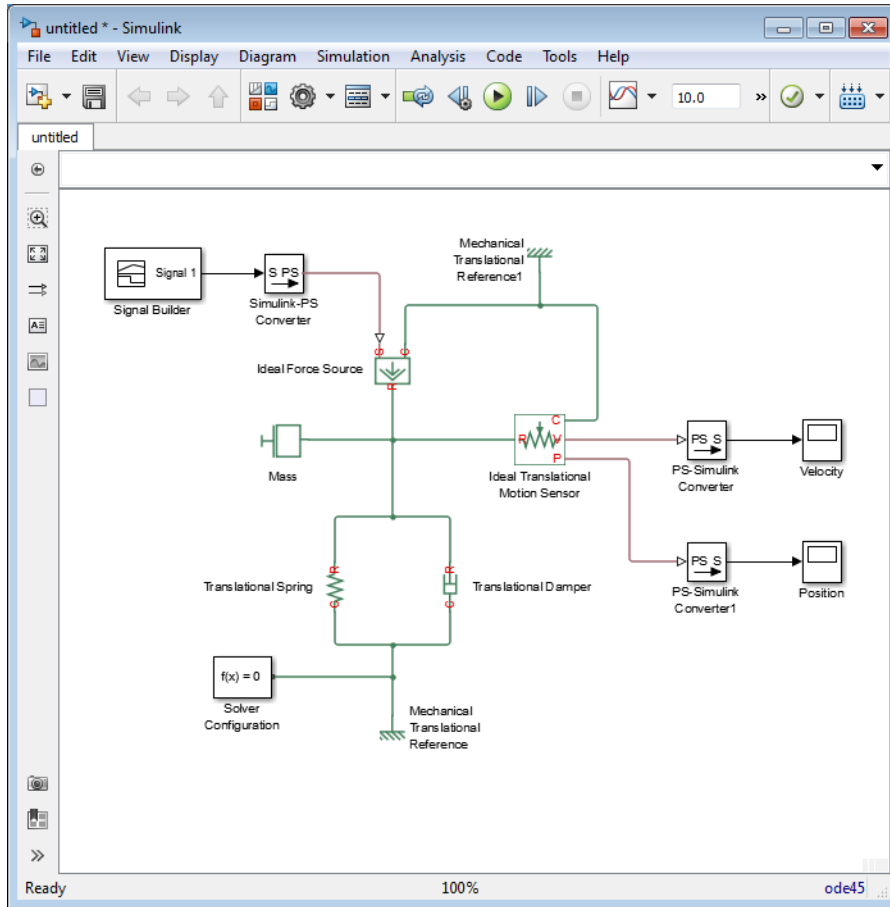 untitled * - Simulink
File Edit View Display Diagram Simulation Analysis Code Tools Help
10.0 »
untitled
Signal 1
Signal Builder
S PS
Simulink-PS
Converter
Mechanical
Translational
Reference1
S C
Ideal Force Source
R
Mass
C
R V
P
Ideal Translational
Motion Sensor
PS S
PS-Simulink
Converter
Velocity
R
Translational Spring
C
R
Translational Damper
C
PS S
PS-Simulink
Converter1
Position
f(x) = 0
Solver
Configuration
Mechanical
Translational
Reference
Ready 100% ode45